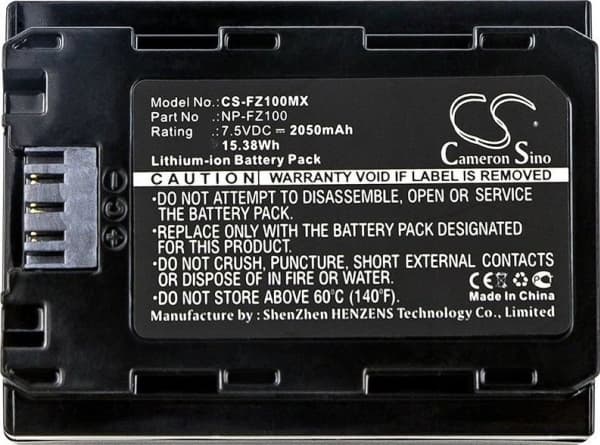 Model No.: CS-FZ100MX
Part No : NP-FZ100
Rating : 7.5VDC = 2050mAh
15.38Wh
Lithium-ion Battery Pack
CS
Cameron Sino
CAUTION WARRANTY VOID IF LABEL IS REMOVED
•DO NOT ATTEMPT TO DISASSEMBLE, OPEN OR SERVICE
THE BATTERY PACK.
•REPLACE ONLY WITH THE BATTERY PACK DESIGNATED
FOR THIS PRODUCT.
•DO NOT CRUSH, PUNCTURE, SHORT EXTERNAL CONTACTS
OR DISPOSE OF IN FIRE OR WATER.
•DO NOT STORE ABOVE 60°C (140°F).
CE
Made In China
Manufacture by : ShenZhen HENZENS Technology Co., Limited
- C +